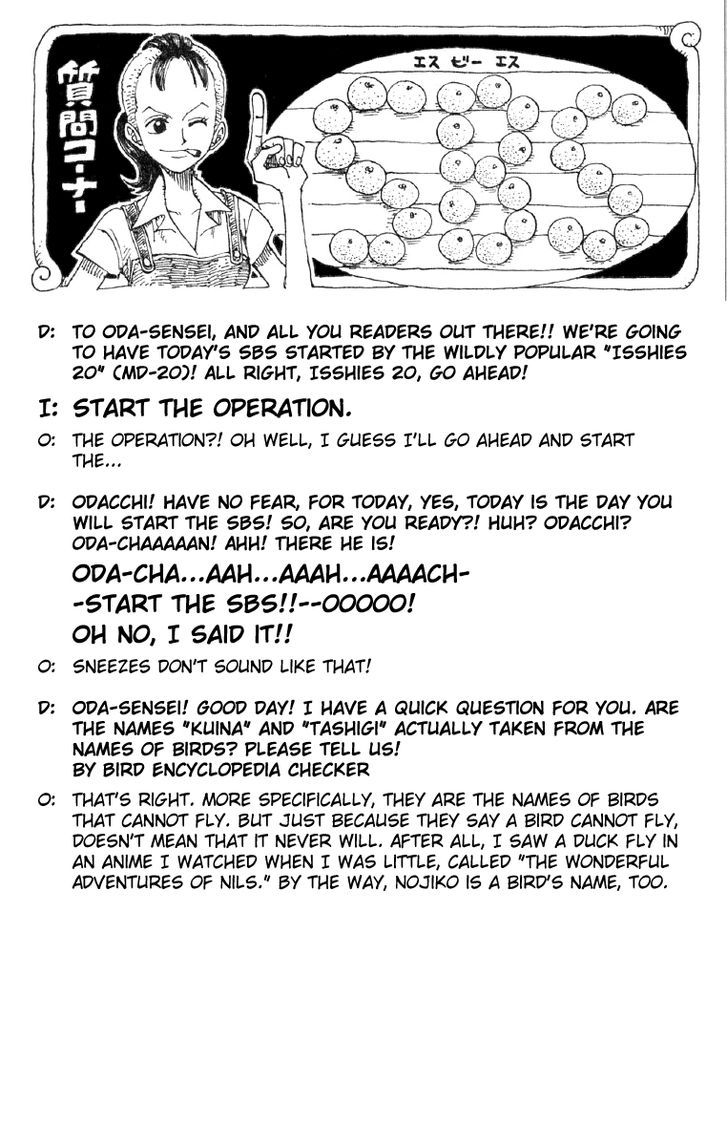 質問コーナー
エス ビー エス
SBS
D: TO ODA-SENSEI, AND ALL YOU READERS OUT THERE!! WE'RE GOING
TO HAVE TODAY'S SBS STARTED BY THE WILDLY POPULAR "ISSHIES
20" (MD-20)! ALL RIGHT, ISSHIES 20, GO AHEAD!
I: START THE OPERATION.
O: THE OPERATION?! OH WELL, I GUESS I'LL GO AHEAD AND START
THE...
D: ODACCHI! HAVE NO FEAR, FOR TODAY, YES, TODAY IS THE DAY YOU
WILL START THE SBS! SO, ARE YOU READY?! HUH? ODACCHI?
ODA-CHAAAAAN! AHH! THERE HE IS!
ODA-CHA...AAH...AAAH...AAAACH-
-START THE SBS!!--OOOOO!
OH NO, I SAID IT!!
O: SNEEZES DON'T SOUND LIKE THAT!
D: ODA-SENSEI! GOOD DAY! I HAVE A QUICK QUESTION FOR YOU. ARE
THE NAMES "KUINA" AND "TASHIGI" ACTUALLY TAKEN FROM THE
NAMES OF BIRDS? PLEASE TELL US!
BY BIRD ENCYCLOPEDIA CHECKER
O: THAT'S RIGHT. MORE SPECIFICALLY, THEY ARE THE NAMES OF BIRDS
THAT CANNOT FLY. BUT JUST BECAUSE THEY SAY A BIRD CANNOT FLY,
DOESN'T MEAN THAT IT NEVER WILL. AFTER ALL, I SAW A DUCK FLY IN
AN ANIME I WATCHED WHEN I WAS LITTLE, CALLED "THE WONDERFUL
ADVENTURES OF NILS." BY THE WAY, NOJIKO IS A BIRD'S NAME, TOO.